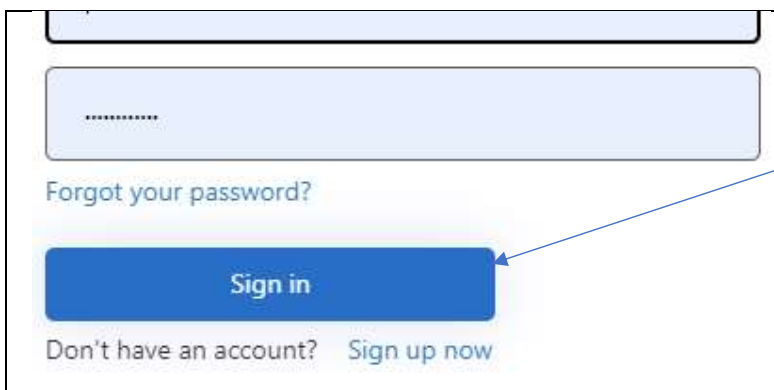 ............
Forgot your password?
Sign in
Don't have an account? Sign up now